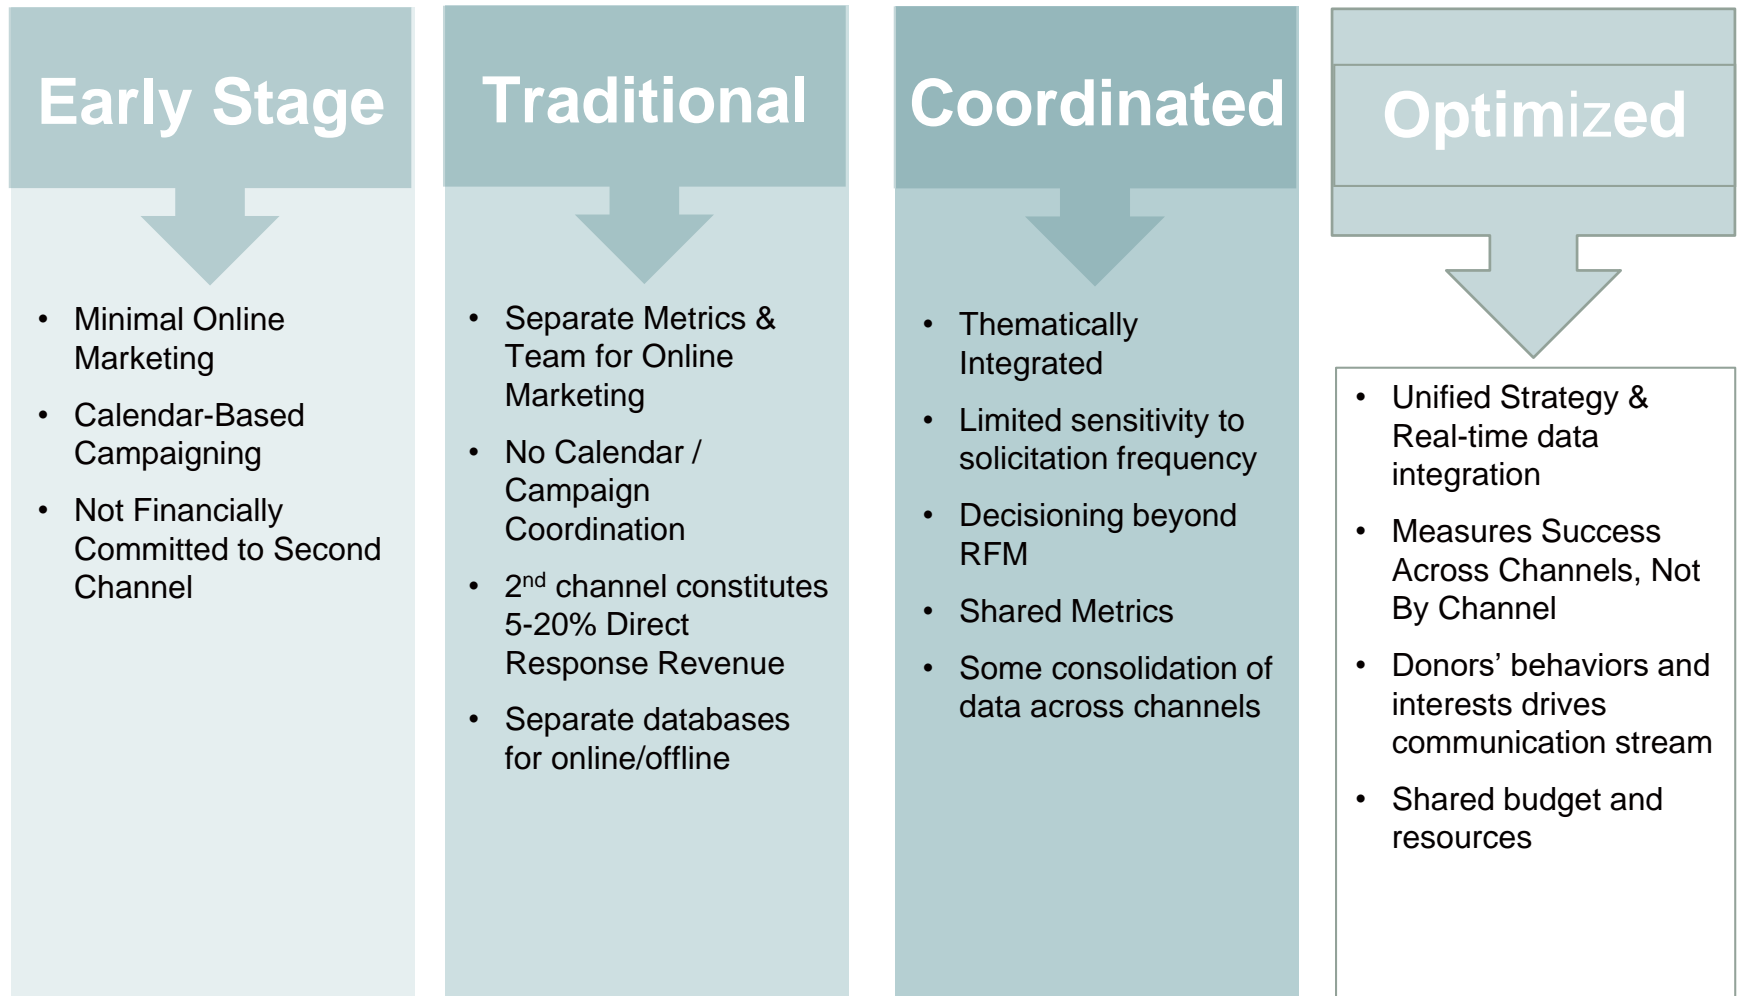 Early Stage
• Minimal Online
Marketing
• Calendar-Based
Campaigning
• Not Financially
Committed to Second
Channel
Traditional
• Separate Metrics &
Team for Online
Marketing
• No Calendar /
Campaign
Coordination
• 2nd channel constitutes
5-20% Direct
Response Revenue
• Separate databases
for online/offline
Coordinated
• Thematically
Integrated
• Limited sensitivity to
solicitation frequency
• Decisioning beyond
RFM
• Shared Metrics
• Some consolidation of
data across channels
Optimized
• Unified Strategy &
Real-time data
integration
• Measures Success
Across Channels, Not
By Channel
• Donors’ behaviors and
interests drives
communication stream
• Shared budget and
resources